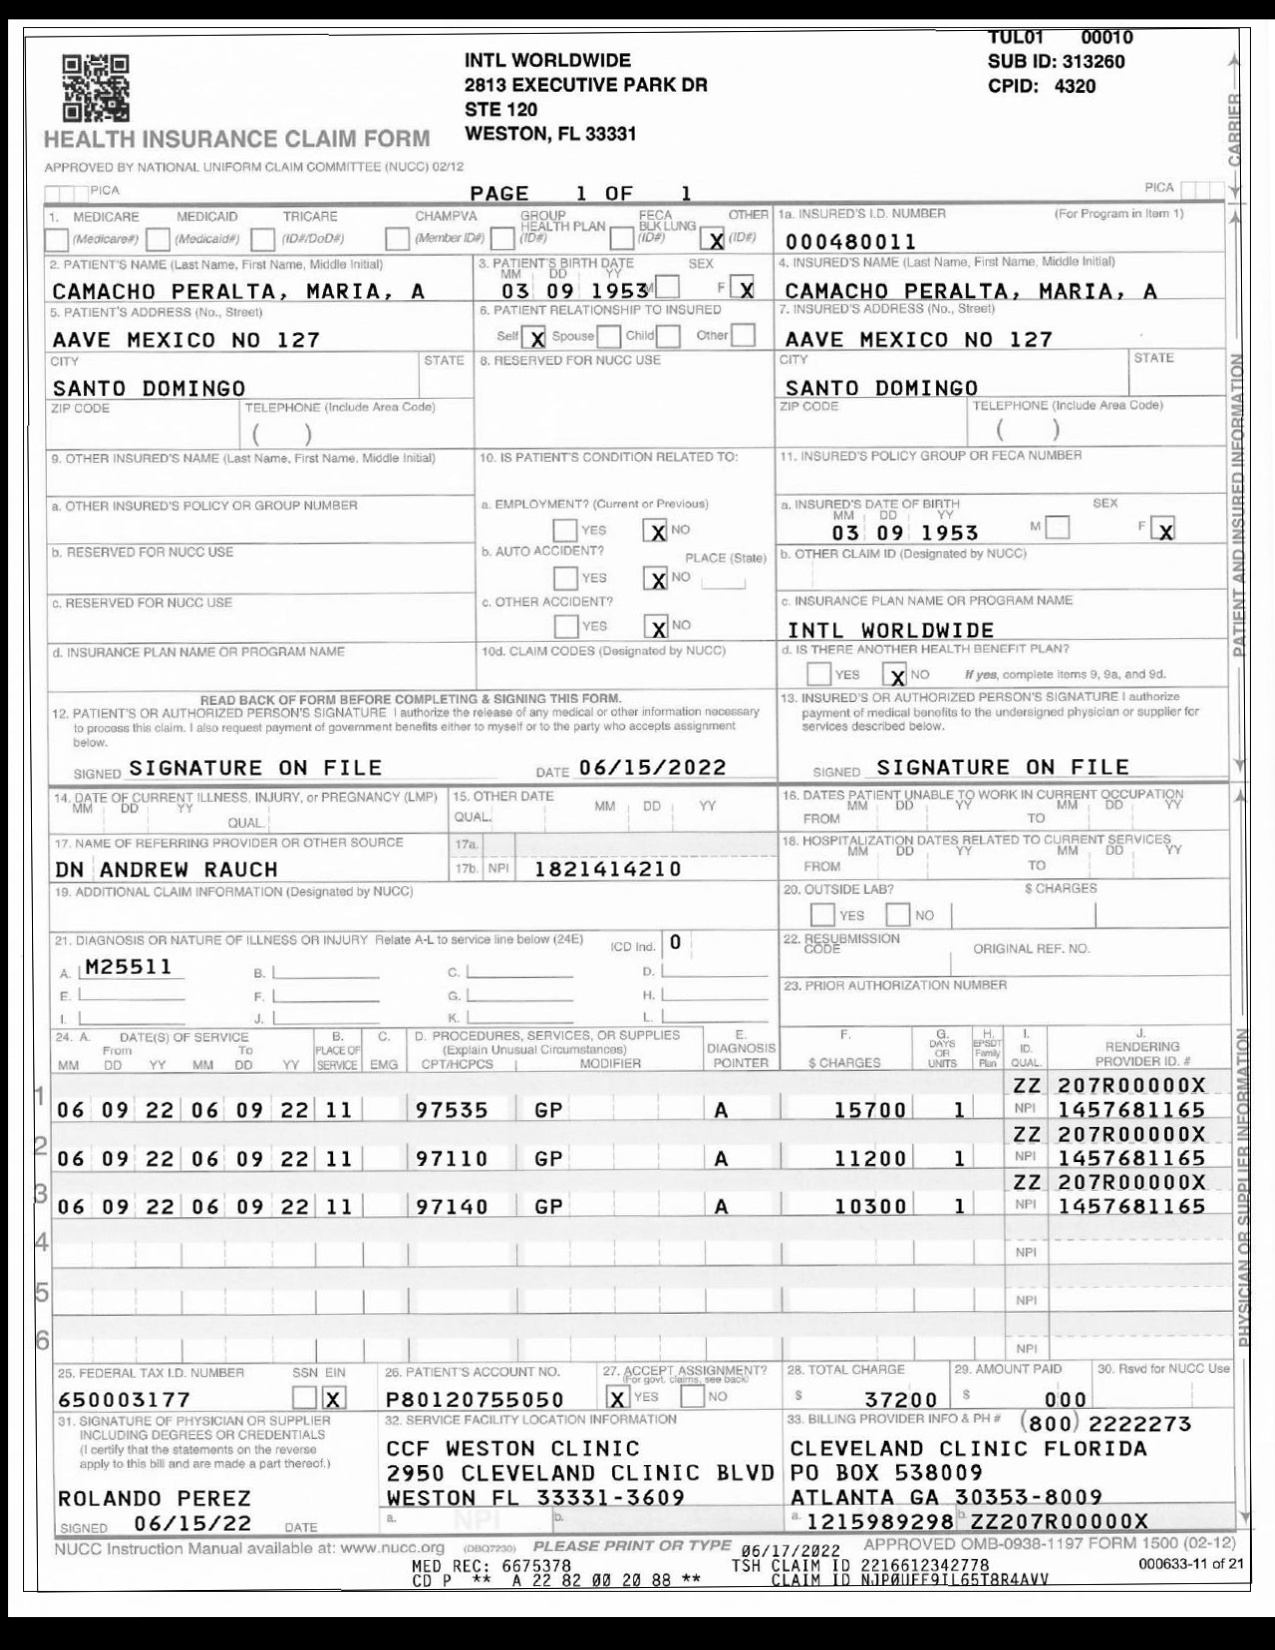 TUL01 00010
INTL WORLDWIDE
SUB ID: 313260
2813 EXECUTIVE PARK DR
CPID: 4320
STE 120
WESTON, FL 33331
HEALTH INSURANCE CLAIM FORM
APPROVED BY NATIONAL UNIFORM CLAIM COMMITTEE (NUCC) 02/12
PICA PAGE 1 OF 1 PICA
CARRIER
1. MEDICARE MEDICAID TRICARE CHAMPVA GROUP HEALTH PLAN FECA BLK LUNG OTHER
(Medicare#) (Medicaid#) (ID#/DoD#) (Member ID#) (ID#) (ID#) X (ID#)
1a. INSURED'S I.D. NUMBER (For Program in Item 1)
000480011
2. PATIENT'S NAME (Last Name, First Name, Middle Initial)
CAMACHO PERALTA, MARIA, A
3. PATIENT'S BIRTH DATE SEX
MM DD YY
03 09 1953 M F X
4. INSURED'S NAME (Last Name, First Name, Middle Initial)
CAMACHO PERALTA, MARIA, A
5. PATIENT'S ADDRESS (No., Street)
AAVE MEXICO NO 127
6. PATIENT RELATIONSHIP TO INSURED
Self X Spouse Child Other
7. INSURED'S ADDRESS (No., Street)
AAVE MEXICO NO 127
CITY STATE
SANTO DOMINGO
8. RESERVED FOR NUCC USE
CITY STATE
SANTO DOMINGO
ZIP CODE TELEPHONE (Include Area Code)
( )
ZIP CODE TELEPHONE (Include Area Code)
( )
9. OTHER INSURED'S NAME (Last Name, First Name, Middle Initial)
10. IS PATIENT'S CONDITION RELATED TO:
11. INSURED'S POLICY GROUP OR FECA NUMBER
a. OTHER INSURED'S POLICY OR GROUP NUMBER
a. EMPLOYMENT? (Current or Previous)
YES X NO
a. INSURED'S DATE OF BIRTH SEX
MM DD YY
03 09 1953 M F X
b. RESERVED FOR NUCC USE
b. AUTO ACCIDENT? PLACE (State)
YES X NO
b. OTHER CLAIM ID (Designated by NUCC)
c. RESERVED FOR NUCC USE
c. OTHER ACCIDENT?
YES X NO
c. INSURANCE PLAN NAME OR PROGRAM NAME
INTL WORLDWIDE
d. INSURANCE PLAN NAME OR PROGRAM NAME
10d. CLAIM CODES (Designated by NUCC)
d. IS THERE ANOTHER HEALTH BENEFIT PLAN?
YES X NO If yes, complete items 9, 9a, and 9d.
READ BACK OF FORM BEFORE COMPLETING & SIGNING THIS FORM.
12. PATIENT'S OR AUTHORIZED PERSON'S SIGNATURE I authorize the release of any medical or other information necessary
to process this claim. I also request payment of government benefits either to myself or to the party who accepts assignment
below.
SIGNED SIGNATURE ON FILE DATE 06/15/2022
13. INSURED'S OR AUTHORIZED PERSON'S SIGNATURE I authorize
payment of medical benefits to the undersigned physician or supplier for
services described below.
SIGNED SIGNATURE ON FILE
PATIENT AND INSURED INFORMATION
14. DATE OF CURRENT ILLNESS, INJURY, or PREGNANCY (LMP)
MM DD YY
QUAL.
15. OTHER DATE
QUAL. MM DD YY
16. DATES PATIENT UNABLE TO WORK IN CURRENT OCCUPATION
MM DD YY MM DD YY
FROM TO
17. NAME OF REFERRING PROVIDER OR OTHER SOURCE
DN ANDREW RAUCH
17a.
17b. NPI 1821414210
18. HOSPITALIZATION DATES RELATED TO CURRENT SERVICES
MM DD YY MM DD YY
FROM TO
19. ADDITIONAL CLAIM INFORMATION (Designated by NUCC)
20. OUTSIDE LAB? $ CHARGES
YES NO
21. DIAGNOSIS OR NATURE OF ILLNESS OR INJURY Relate A-L to service line below (24E) ICD Ind. 0
A. M25511 B. C. D.
E. F. G. H.
I. J. K. L.
22. RESUBMISSION CODE ORIGINAL REF. NO.
23. PRIOR AUTHORIZATION NUMBER
24. A. DATE(S) OF SERVICE B. C. D. PROCEDURES, SERVICES, OR SUPPLIES E. F. G. H. I. J.
From To PLACE OF (Explain Unusual Circumstances) DIAGNOSIS DAYS OR UNITS EPSDT Family Plan ID. RENDERING
MM DD YY MM DD YY SERVICE EMG CPT/HCPCS MODIFIER POINTER $ CHARGES QUAL. PROVIDER ID. #
ZZ 207R00000X
1 06 09 22 06 09 22 11 97535 GP A 15700 1 NPI 1457681165
ZZ 207R00000X
2 06 09 22 06 09 22 11 97110 GP A 11200 1 NPI 1457681165
ZZ 207R00000X
3 06 09 22 06 09 22 11 97140 GP A 10300 1 NPI 1457681165
4 NPI
5 NPI
6 NPI
PHYSICIAN OR SUPPLIER INFORMATION
25. FEDERAL TAX I.D. NUMBER SSN EIN
650003177 X
26. PATIENT'S ACCOUNT NO.
P80120755050
27. ACCEPT ASSIGNMENT?
(For govt. claims, see back)
X YES NO
28. TOTAL CHARGE
$ 37200
29. AMOUNT PAID
$ 000
30. Rsvd for NUCC Use
31. SIGNATURE OF PHYSICIAN OR SUPPLIER
INCLUDING DEGREES OR CREDENTIALS
(I certify that the statements on the reverse
apply to this bill and are made a part thereof.)
ROLANDO PEREZ
SIGNED 06/15/22 DATE
32. SERVICE FACILITY LOCATION INFORMATION
CCF WESTON CLINIC
2950 CLEVELAND CLINIC BLVD
WESTON FL 33331-3609
a. NPI b.
33. BILLING PROVIDER INFO & PH # (800) 2222273
CLEVELAND CLINIC FLORIDA
PO BOX 538009
ATLANTA GA 30353-8009
a. 1215989298 b. ZZ207R00000X
NUCC Instruction Manual available at: www.nucc.org (DBQ7230) PLEASE PRINT OR TYPE 06/17/2022 APPROVED OMB-0938-1197 FORM 1500 (02-12)
MED REC: 6675378 TSH CLAIM ID 2216612342778 000633-11 of 21
CD P ** A 22 82 00 20 88 ** CLAIM ID NJP0UFF9IL65T8R4AVV